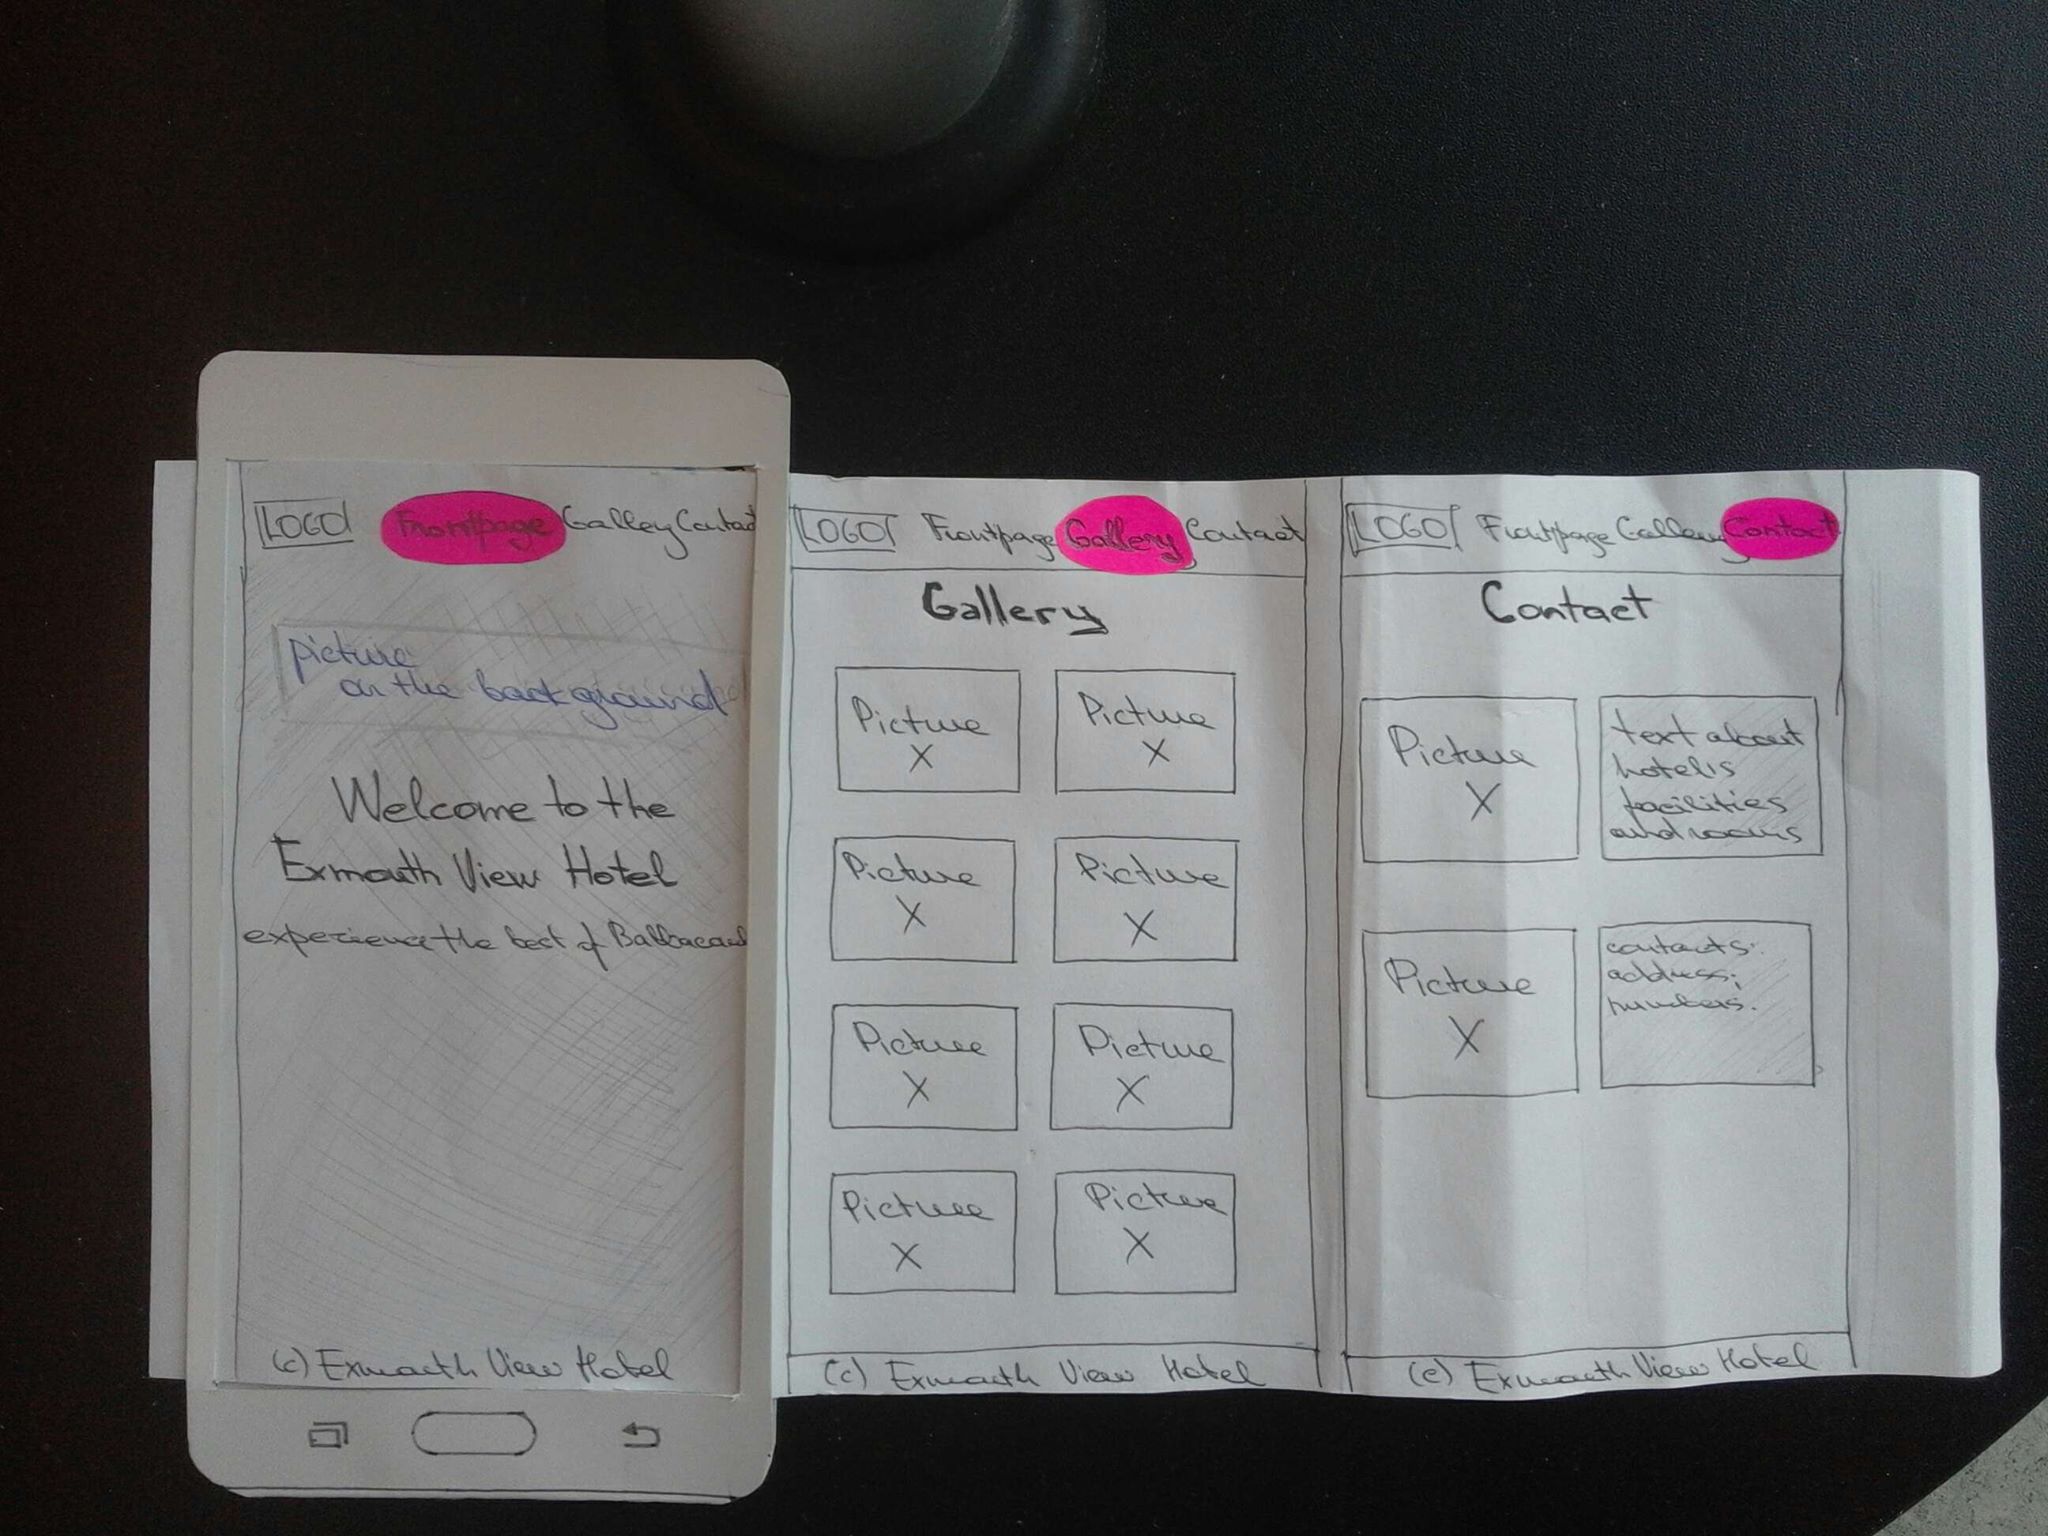 LOGO Frontpage Gallery Contact
picture
on the background
Welcome to the
Exmouth View Hotel
experience the best of Babbacom
(c) Exmouth View Hotel
LOGO Frontpage Gallery Contact
Gallery
Picture X Picture X
Picture X Picture X
Picture X Picture X
Picture X Picture X
(c) Exmouth View Hotel
LOGO Frontpage Gallery Contact
Contact
Picture
X
text about
hotel's
facilities
and rooms
Picture
X
contacts:
address;
numbers.
(c) Exmouth View Hotel